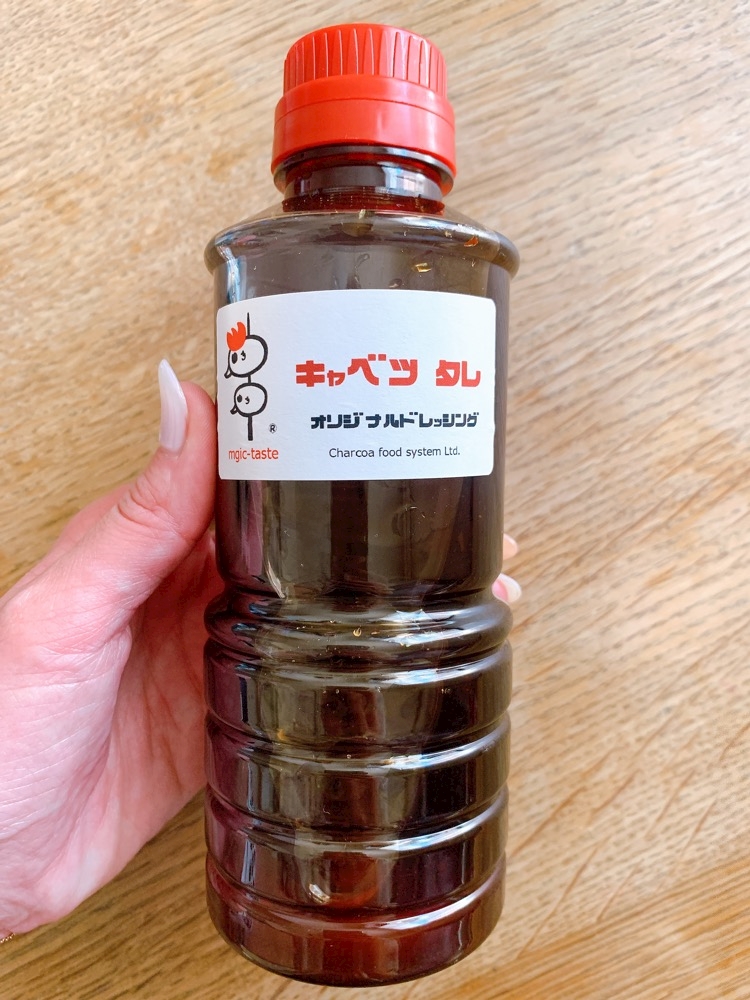 キャベツ タレ
オリジナルドレッシング
®
mgic-taste
Charcoa food system Ltd.